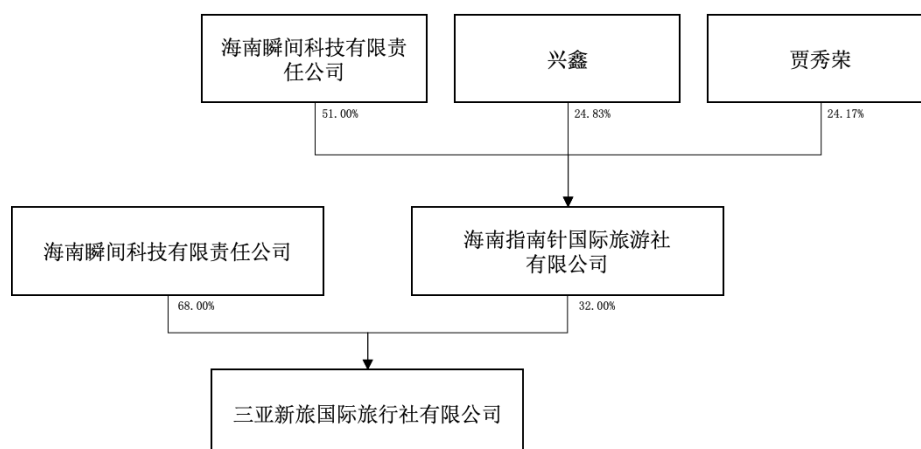 海南瞬间科技有限责
任公司
兴鑫
贾秀荣
51.00%
24.83%
24.17%
海南瞬间科技有限责任公司
海南指南针国际旅游社
有限公司
68.00%
32.00%
三亚新旅国际旅行社有限公司